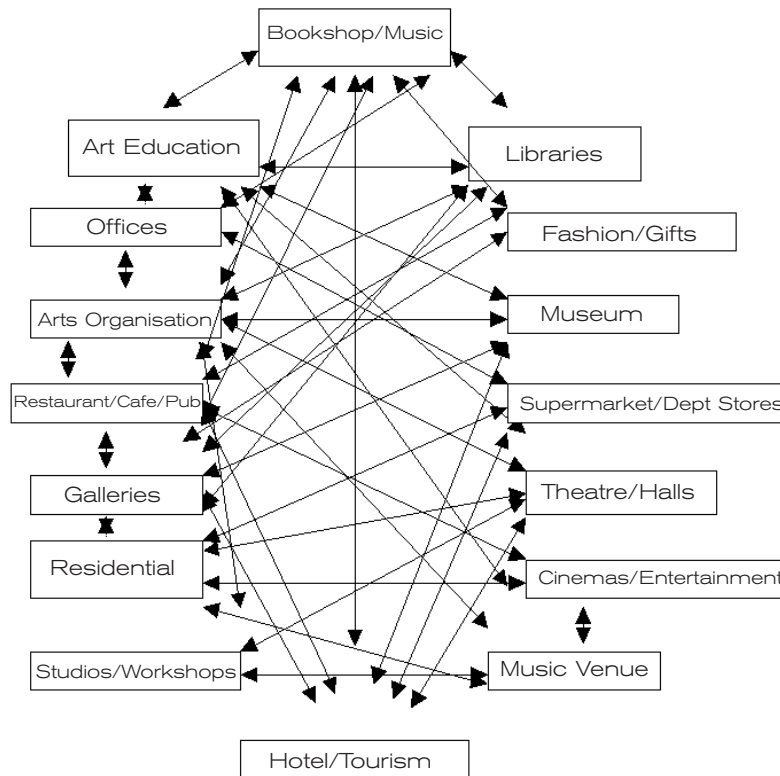 Bookshop/Music
Art Education
Libraries
Offices
Fashion/Gifts
Arts Organisation
Museum
Restaurant/Cafe/Pub
Supermarket/Dept Stores
Galleries
Theatre/Halls
Residential
Cinemas/Entertainment
Studios/Workshops
Music Venue
Hotel/Tourism